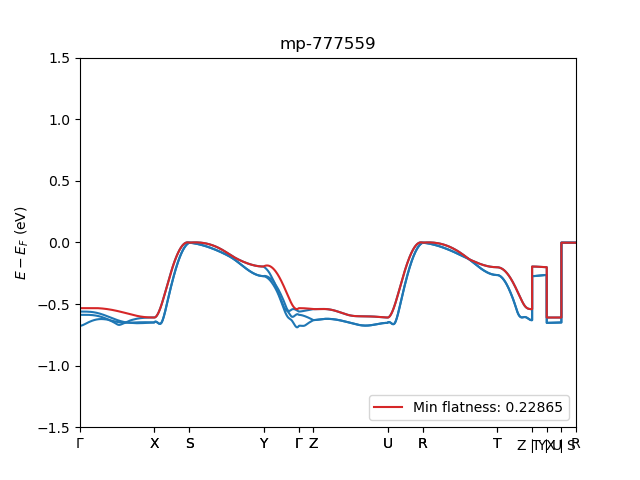 mp-777559
E − E_F (eV)
1.5
1.0
0.5
0.0
−0.5
−1.0
−1.5
Min flatness: 0.22865
Γ X S Y Γ Z U R T Z | T Y | X U | S R